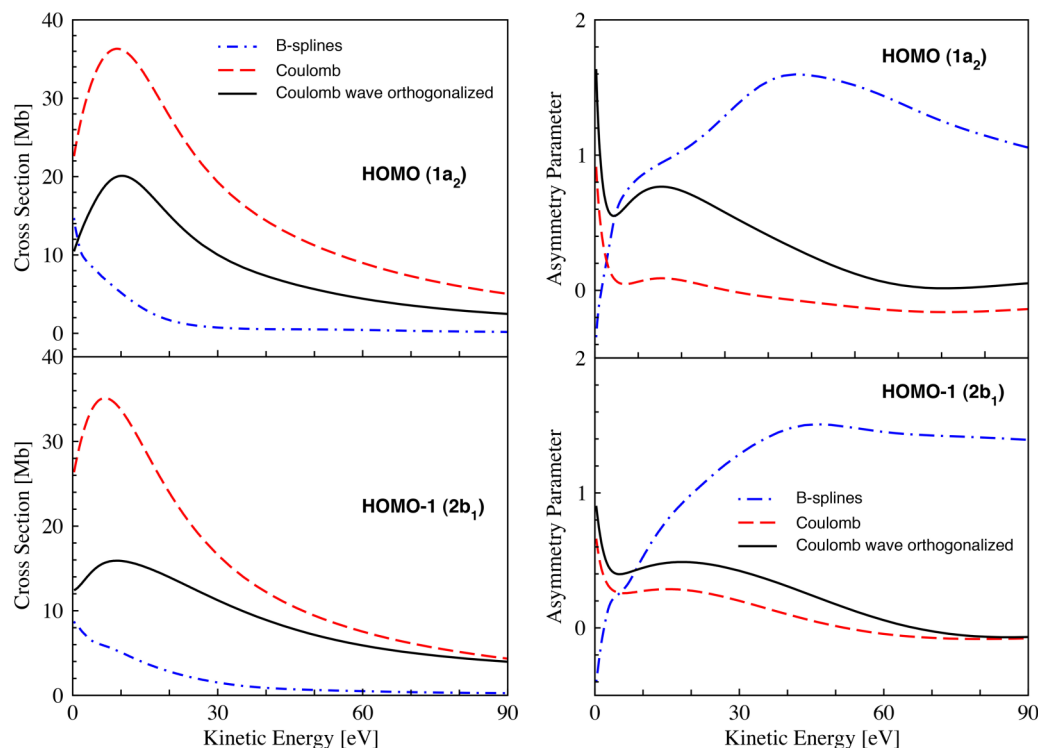 40
30
20
10
0
Cross Section [Mb]
B-splines
Coulomb
Coulomb wave orthogonalized
HOMO (1a2)
2
1
0
Asymmetry Parameter
HOMO (1a2)
40
30
20
10
0
Cross Section [Mb]
HOMO-1 (2b1)
0
30
60
90
Kinetic Energy [eV]
2
2
1
0
Asymmetry Parameter
HOMO-1 (2b1)
B-splines
Coulomb
Coulomb wave orthogonalized
0
30
60
90
Kinetic Energy [eV]